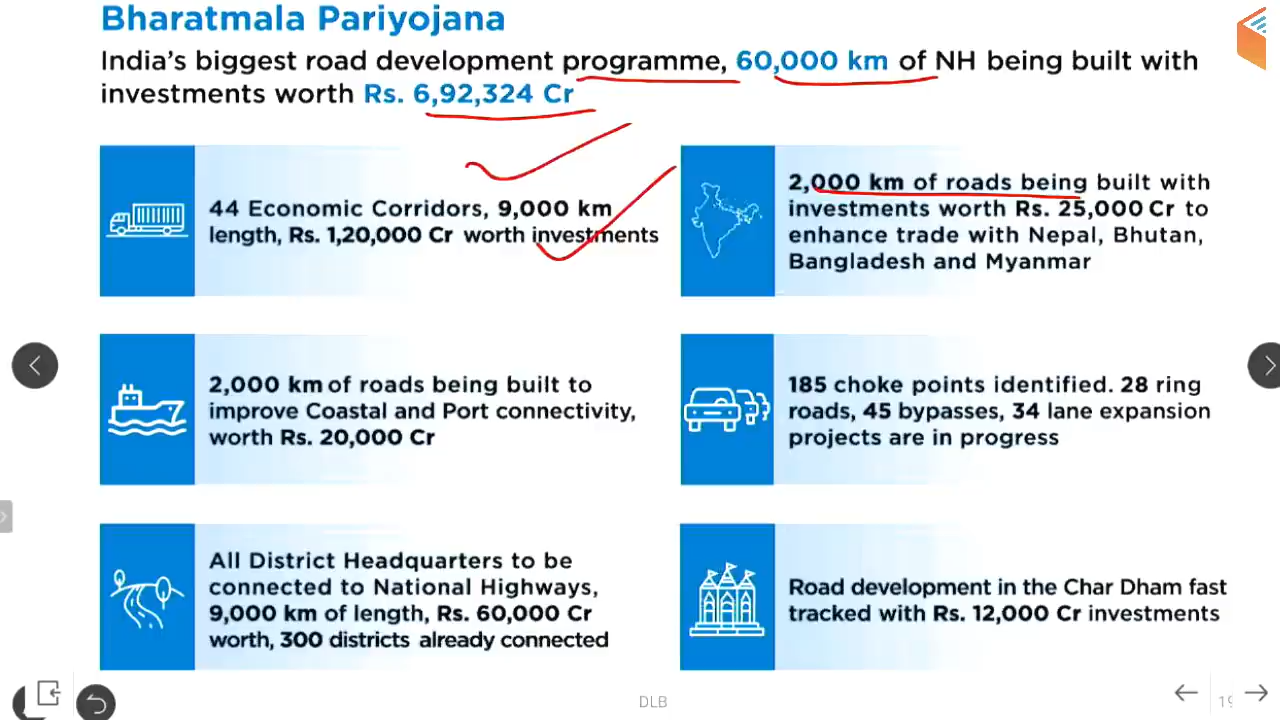 Bharatmala Pariyojana
India's biggest road development programme, 60,000 km of NH being built with
investments worth Rs. 6,92,324 Cr
44 Economic Corridors, 9,000 km
length, Rs. 1,20,000 Cr worth investments
2,000 km of roads being built with
investments worth Rs. 25,000 Cr to
enhance trade with Nepal, Bhutan,
Bangladesh and Myanmar
2,000 km of roads being built to
improve Coastal and Port connectivity,
worth Rs. 20,000 Cr
185 choke points identified. 28 ring
roads, 45 bypasses, 34 lane expansion
projects are in progress
All District Headquarters to be
connected to National Highways,
9,000 km of length, Rs. 60,000 Cr
worth, 300 districts already connected
Road development in the Char Dham fast
tracked with Rs. 12,000 Cr investments
DLB